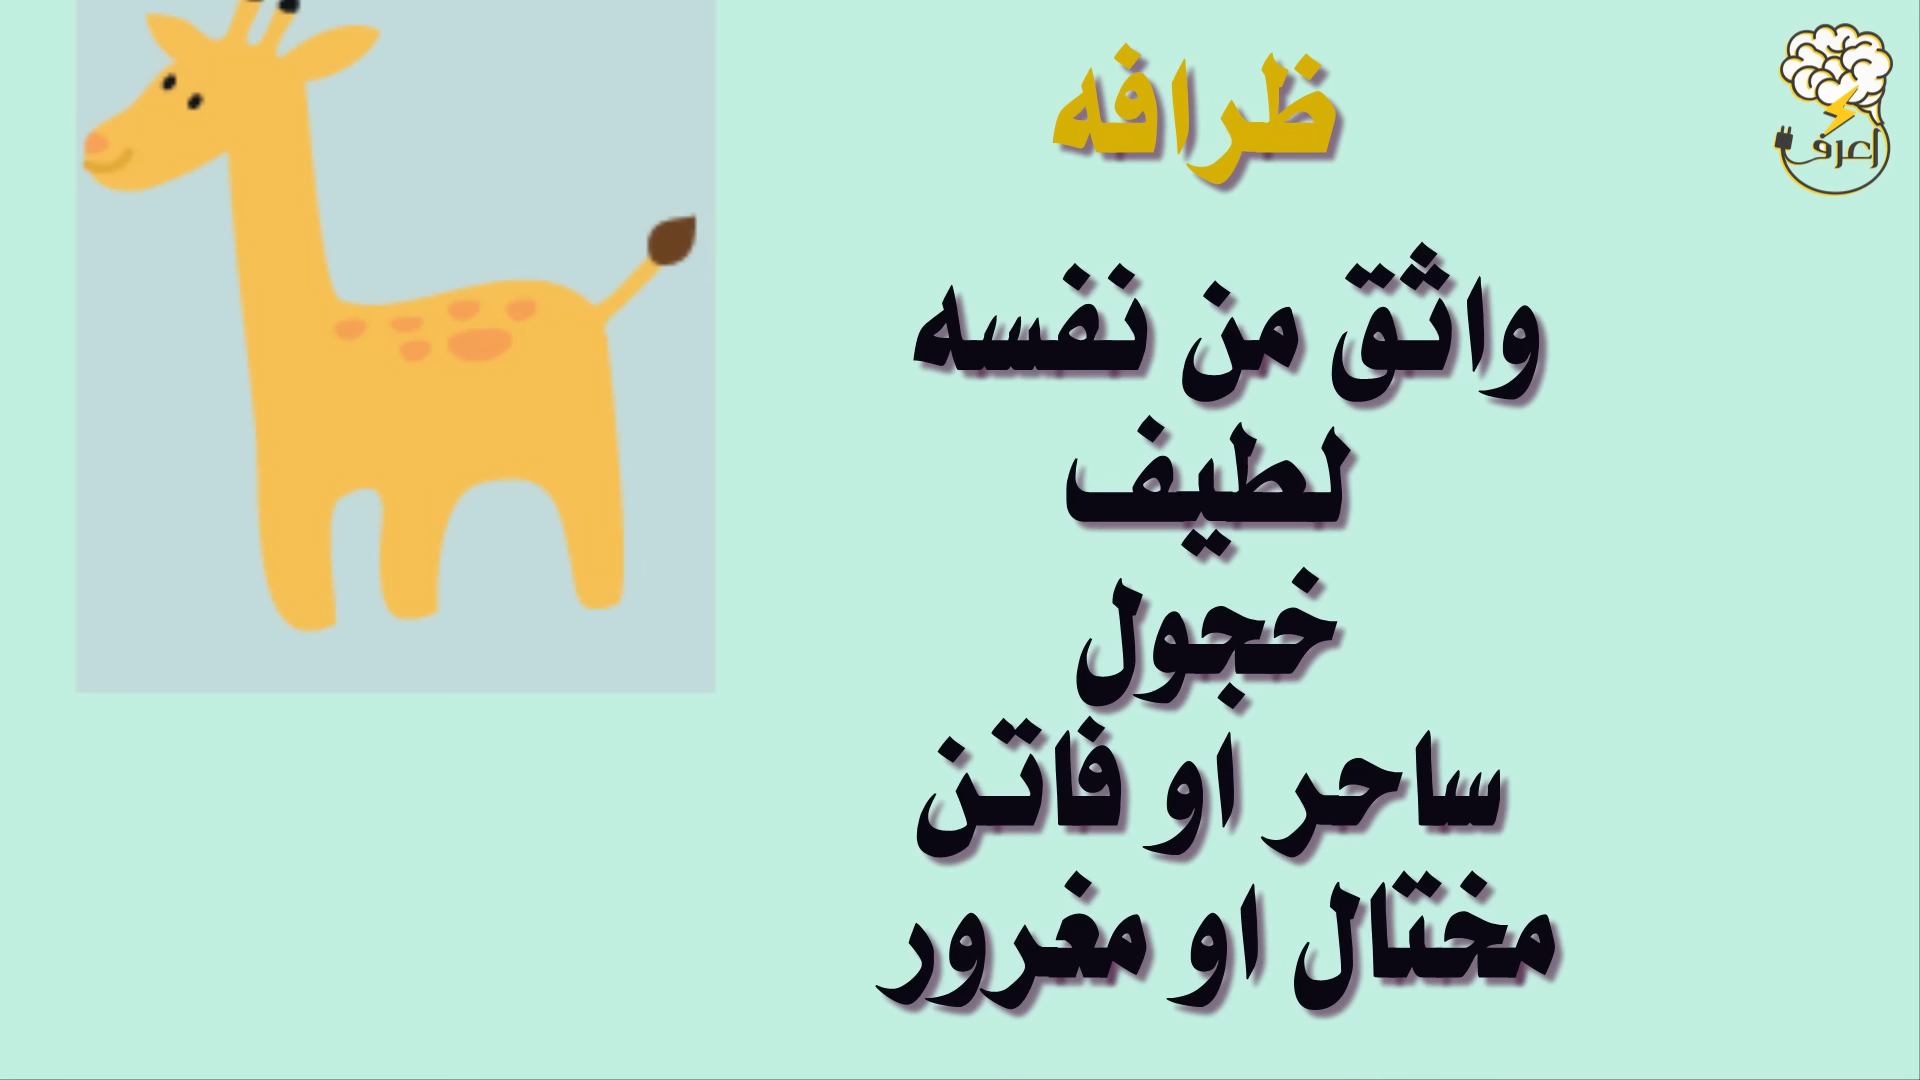 ظرافه
واثق من نفسه
لطيف
خجول
ساحر او فاتن
مختال او مغرور
اعرف